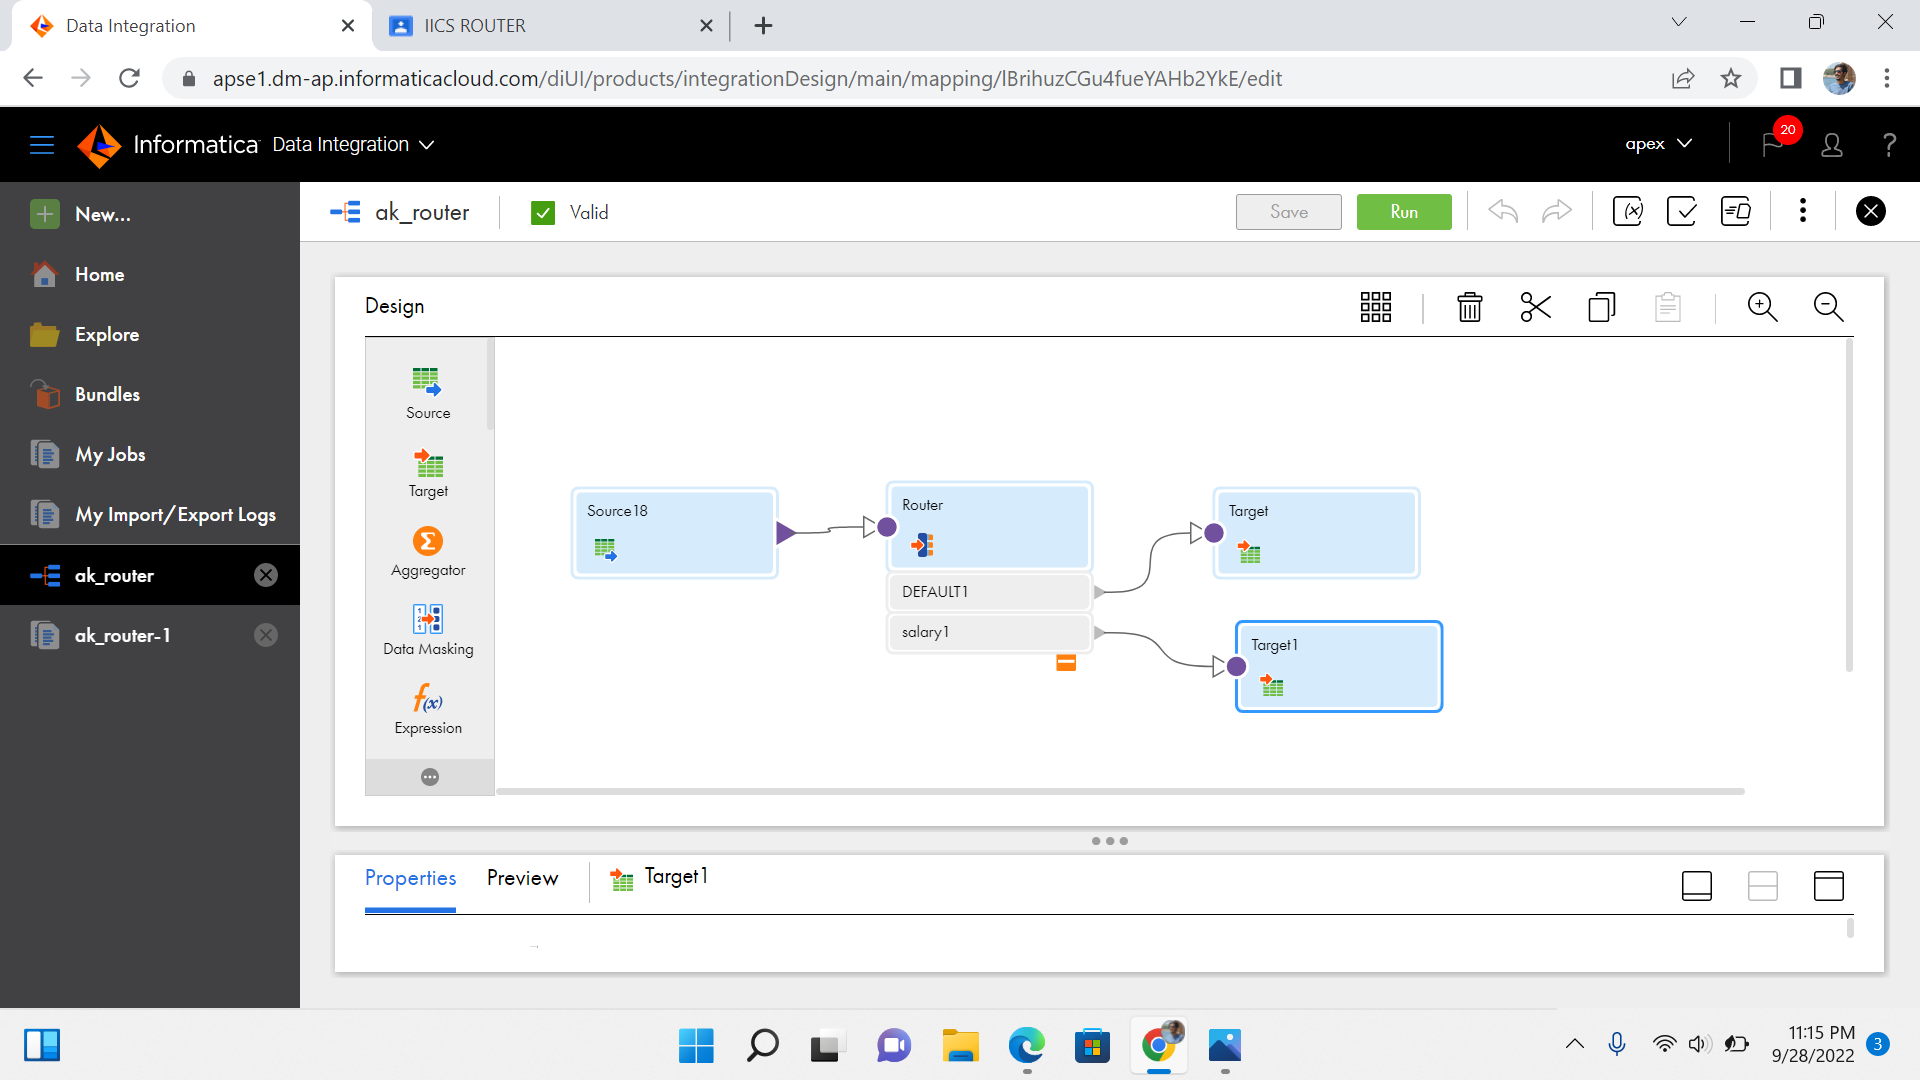 Data Integration
IICS ROUTER
apse1.dm-ap.informaticacloud.com/diUI/products/integrationDesign/main/mapping/lBrihuzCGu4fueYAHb2YkE/edit
Informatica Data Integration
apex
20
?
New...
Home
Explore
Bundles
My Jobs
My Import/Export Logs
ak_router
ak_router-1
ak_router
Valid
Save
Run
Design
Source
Target
Aggregator
Data Masking
Expression
Source18
Router
DEFAULT1
salary1
Target
Target1
Properties
Preview
Target1
11:15 PM
9/28/2022
3